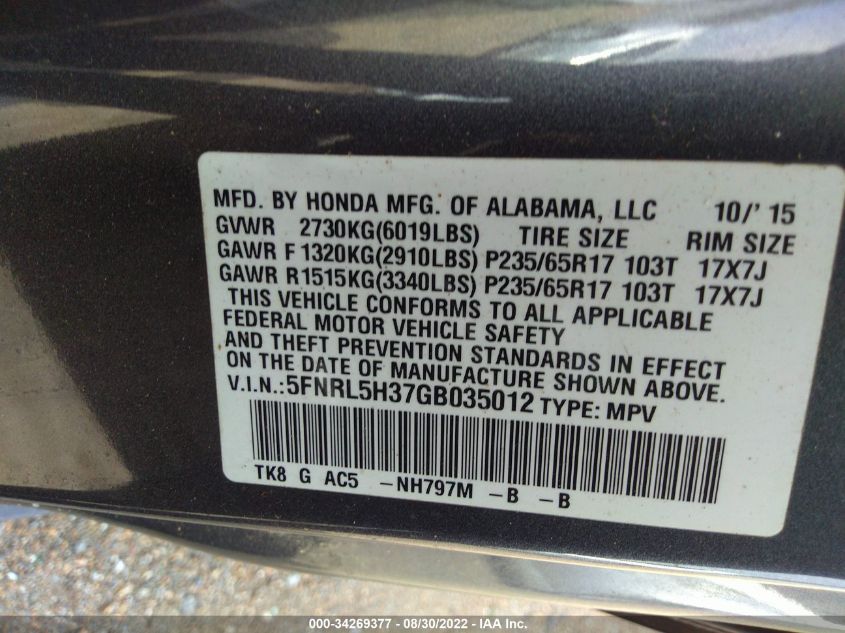 MFD. BY HONDA MFG. OF ALABAMA, LLC 10/' 15
GVWR 2730KG(6019LBS) TIRE SIZE RIM SIZE
GAWR F 1320KG(2910LBS) P235/65R17 103T 17X7J
GAWR R1515KG(3340LBS) P235/65R17 103T 17X7J
THIS VEHICLE CONFORMS TO ALL APPLICABLE
FEDERAL MOTOR VEHICLE SAFETY
AND THEFT PREVENTION STANDARDS IN EFFECT
ON THE DATE OF MANUFACTURE SHOWN ABOVE.
V.I.N.:5FNRL5H37GB035012 TYPE: MPV
TK8 G AC5 -NH797M -B -B
000-34269377 - 08/30/2022 - IAA Inc.